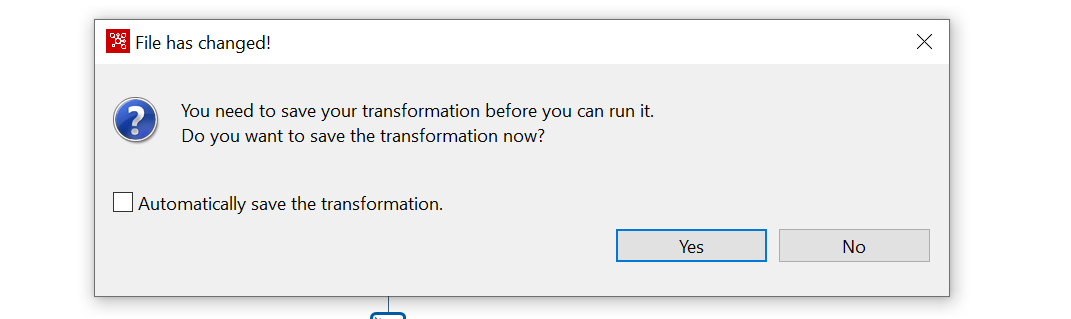 File has changed!
You need to save your transformation before you can run it.
Do you want to save the transformation now?
Automatically save the transformation.
Yes
No